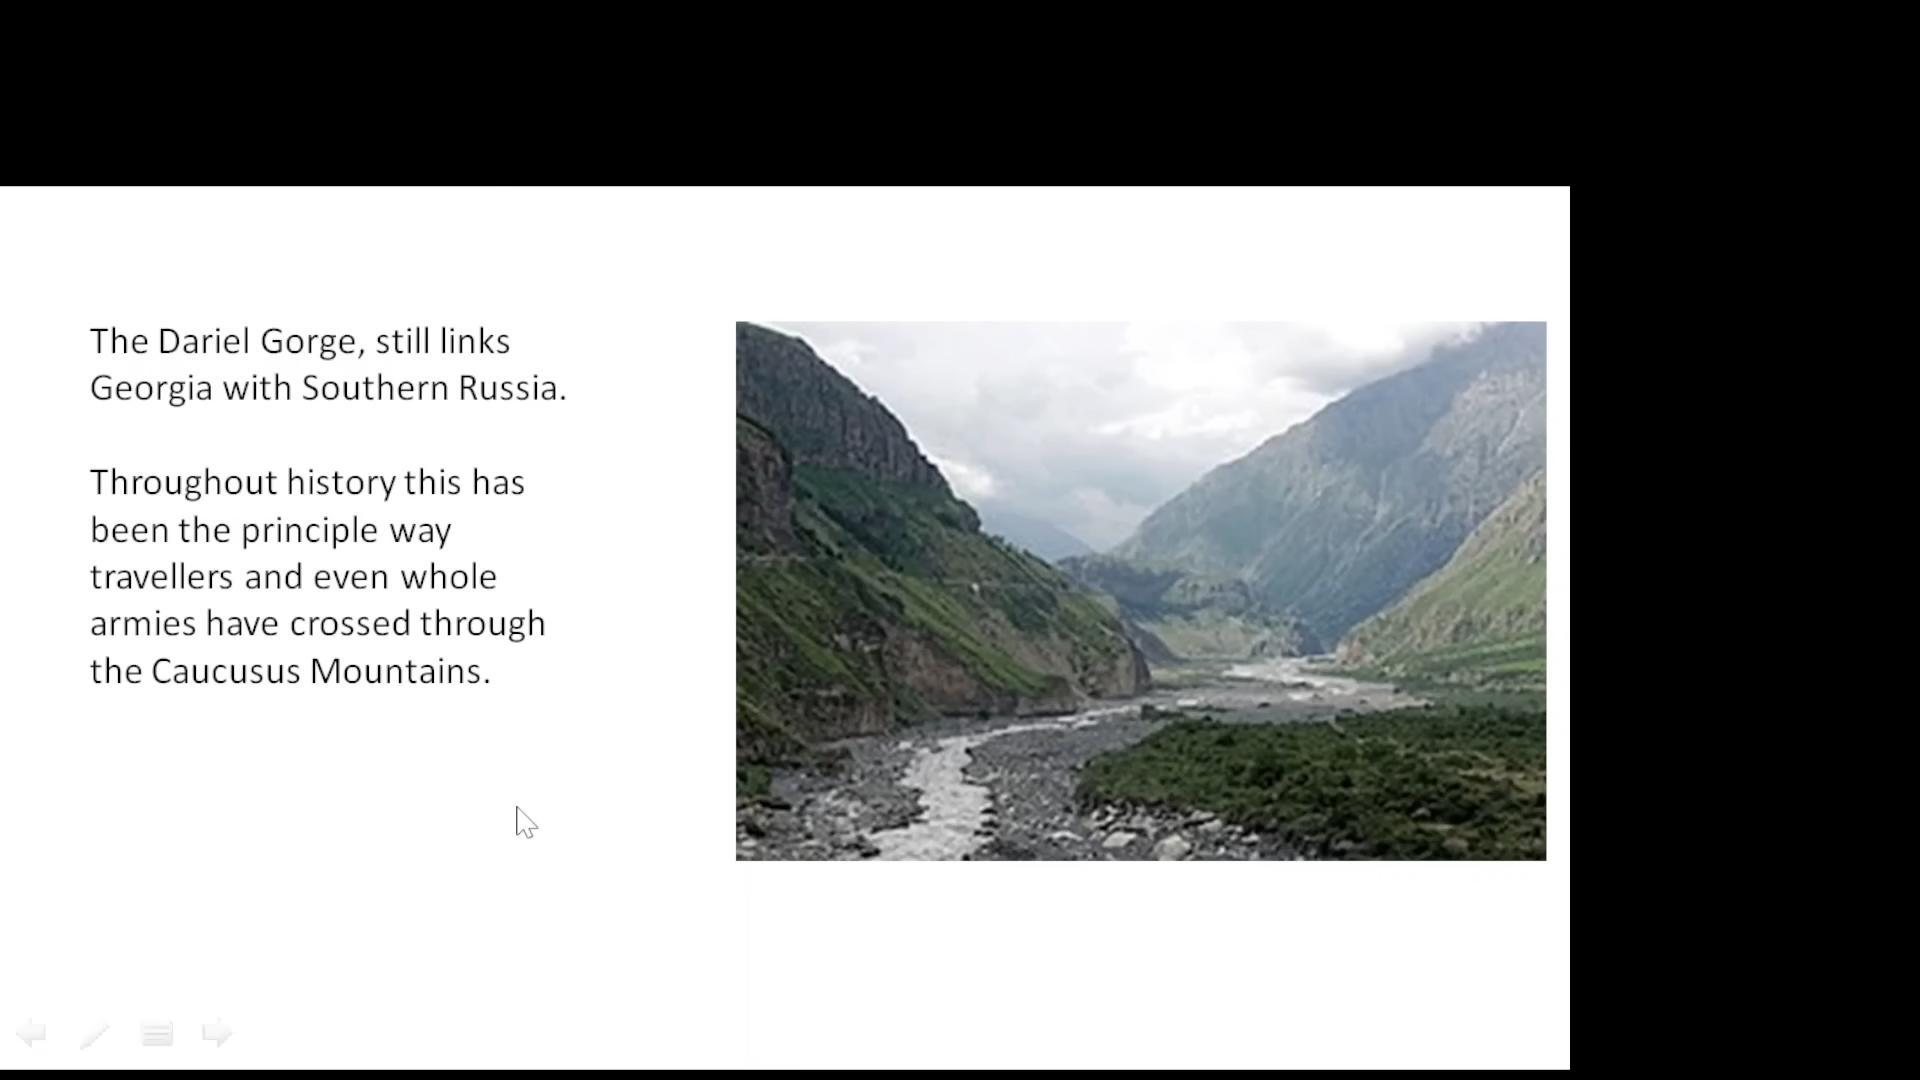 The Dariel Gorge, still links
Georgia with Southern Russia.
Throughout history this has
been the principle way
travellers and even whole
armies have crossed through
the Caucusus Mountains.